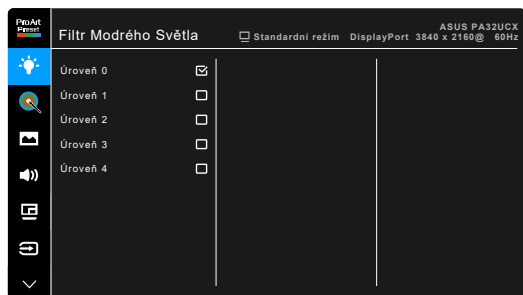 ProArt
Preset
Filtr Modrého Světla
ASUS PA32UCX
Standardní režim DisplayPort 3840 x 2160@ 60Hz
Úroveň 0
Úroveň 1
Úroveň 2
Úroveň 3
Úroveň 4